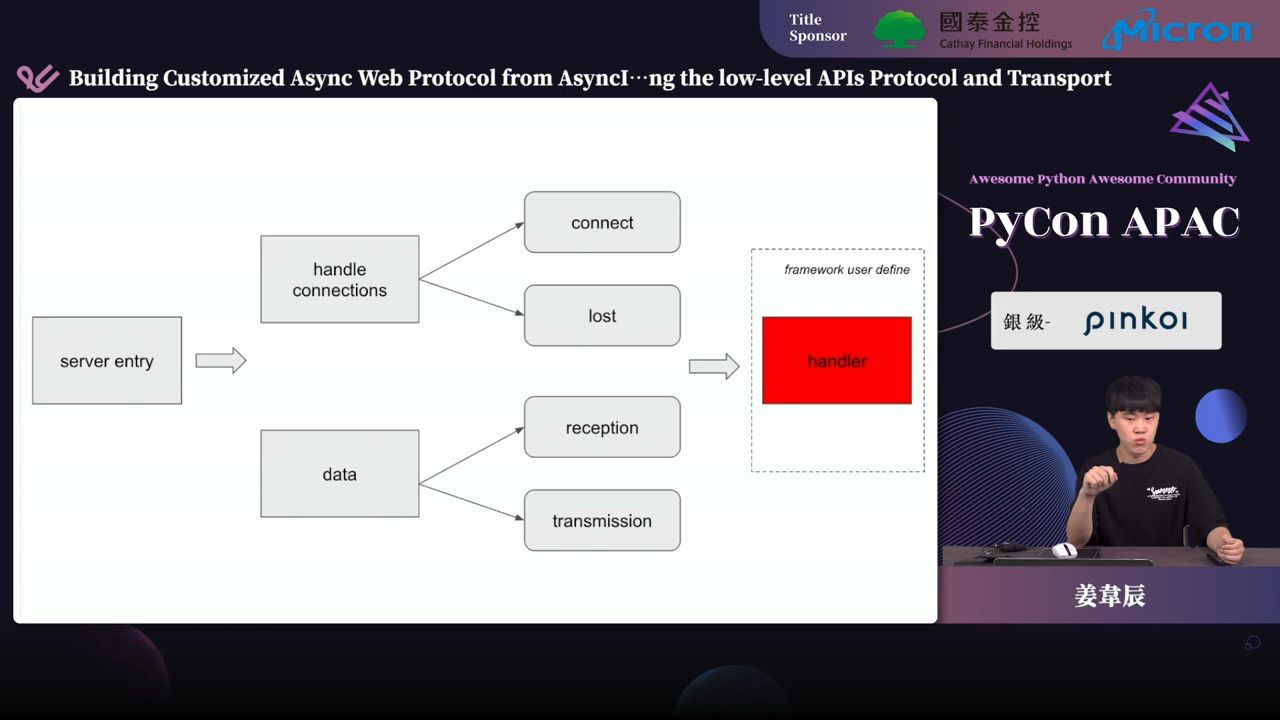 Title
Sponsor
國泰金控
Cathay Financial Holdings
Micron
Building Customized Async Web Protocol from AsyncI···ng the low-level APIs Protocol and Transport
server entry
handle
connections
data
connect
lost
reception
transmission
framework user define
handler
Awesome Python Awesome Community
PyCon APAC
銀級-
pinkoi
姜韋辰